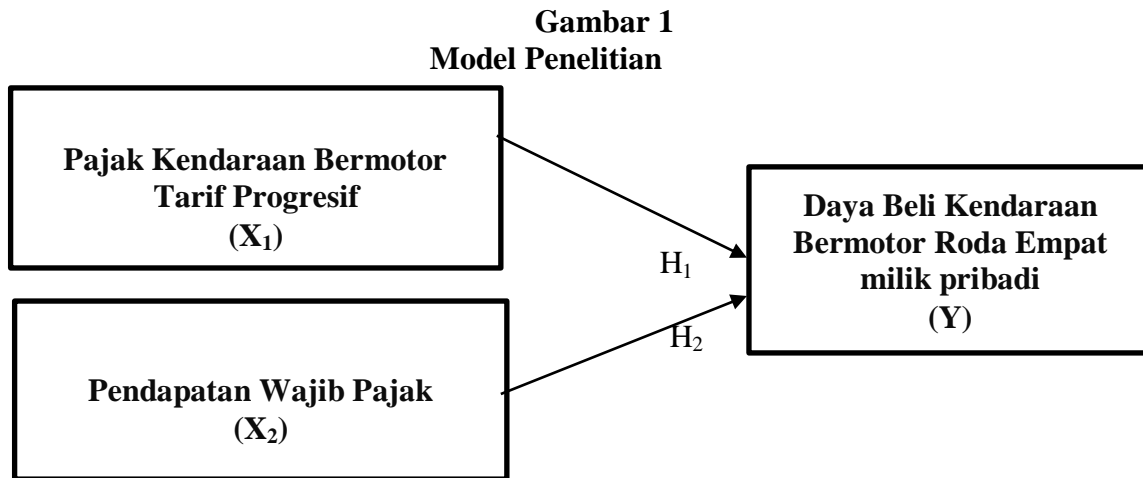 Gambar 1
Model Penelitian
Pajak Kendaraan Bermotor
Tarif Progresif
(X₁)
H₁
Daya Beli Kendaraan
Bermotor Roda Empat
milik pribadi
(Y)
H₂
Pendapatan Wajib Pajak
(X₂)